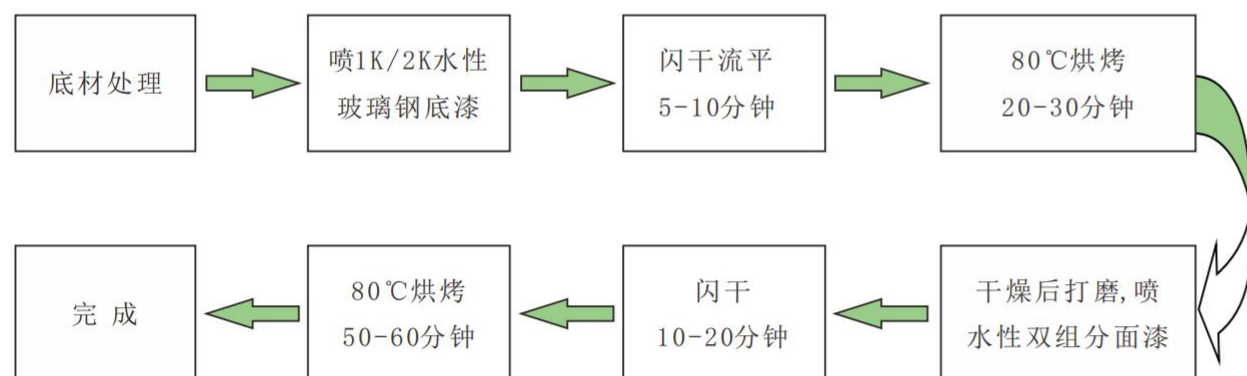 底材处理
喷1K/2K水性
玻璃钢底漆
闪干流平
5-10分钟
80℃烘烤
20-30分钟
干燥后打磨,喷
水性双组分面漆
闪干
10-20分钟
80℃烘烤
50-60分钟
完 成